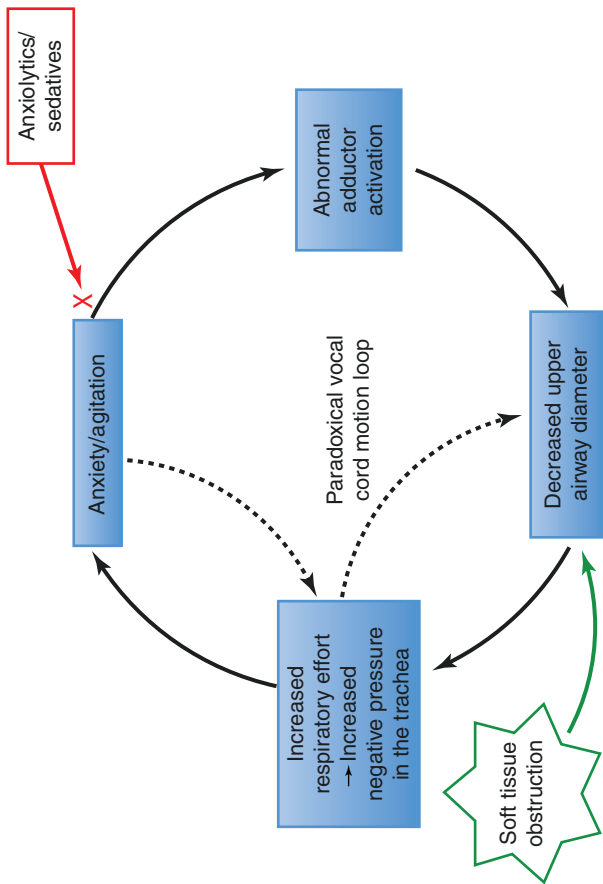 Anxiolytics/
sedatives
X
Anxiety/agitation
Abnormal
adductor
activation
Paradoxical vocal
cord motion loop
Increased
respiratory effort
→ Increased
negative pressure
in the trachea
Decreased upper
airway diameter
Soft tissue
obstruction